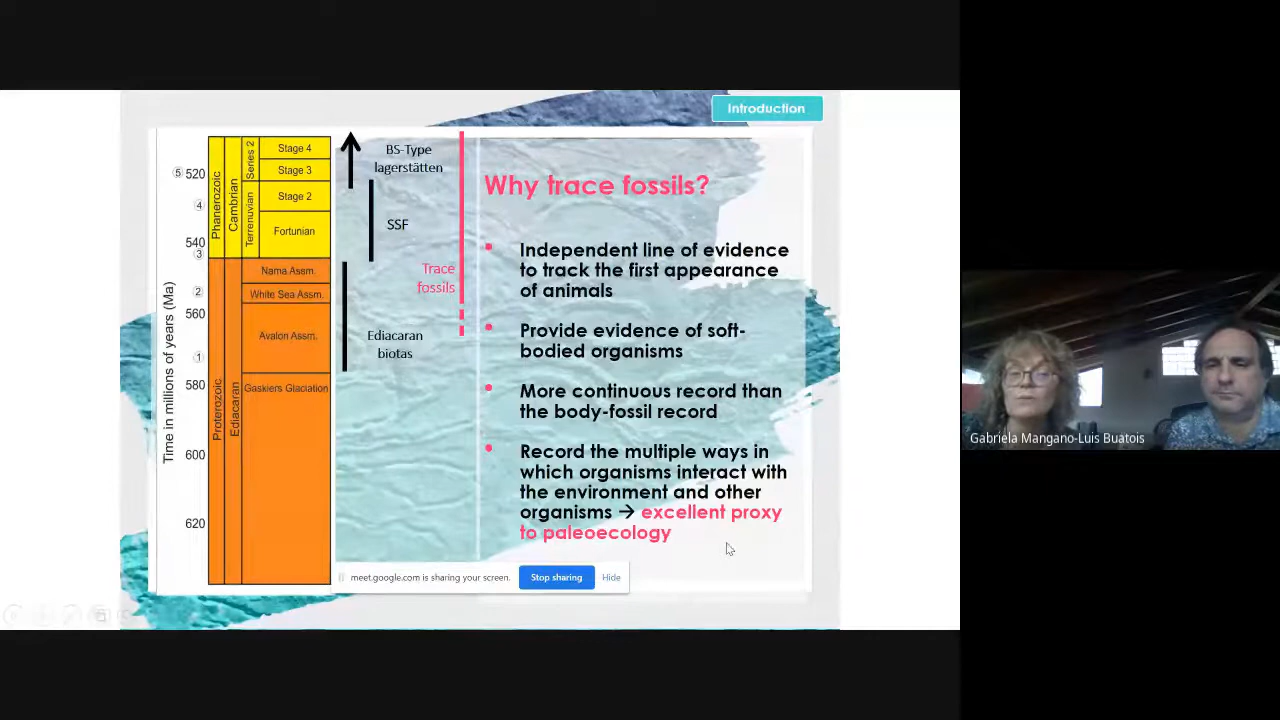 Introduction
Time in millions of years (Ma)
520
540
560
580
600
620
5
4
3
2
1
Phanerozoic
Proterozoic
Cambrian
Ediacaran
Series 2
Terrenuvian
Stage 4
Stage 3
Stage 2
Fortunian
Nama Assm.
White Sea Assm.
Avalon Assm.
Gaskiers Glaciation
BS-Type
lagerstätten
SSF
Trace
fossils
Ediacaran
biotas
Why trace fossils?
• Independent line of evidence
to track the first appearance
of animals
• Provide evidence of soft-
bodied organisms
• More continuous record than
the body-fossil record
• Record the multiple ways in
which organisms interact with
the environment and other
organisms → excellent proxy
to paleoecology
meet.google.com is sharing your screen. Stop sharing Hide
Gabriela Mangano-Luis Buatois